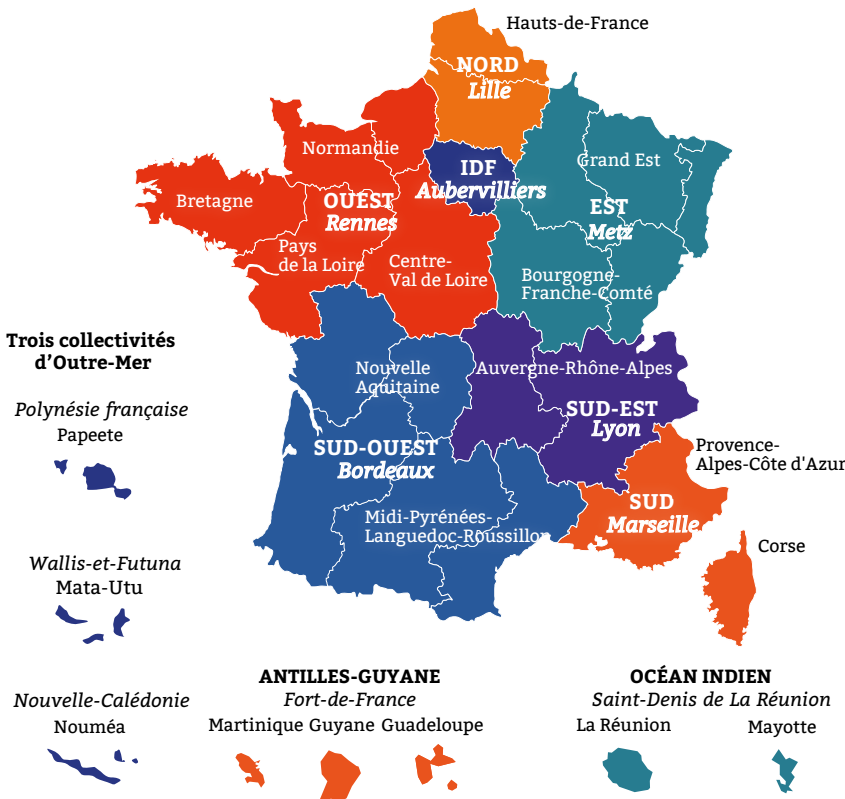 Hauts-de-France
NORD
Lille
Normandie
IDF
Aubervilliers
Grand Est
Bretagne
OUEST
Rennes
EST
Metz
Pays
de la Loire
Centre-
Val de Loire
Bourgogne-
Franche-Comté
Trois collectivités
d'Outre-Mer
Nouvelle
Aquitaine
Auvergne-Rhône-Alpes
Polynésie française
Papeete
SUD-EST
Lyon
SUD-OUEST
Bordeaux
Provence-
Alpes-Côte d'Azur
SUD
Marseille
Midi-Pyrénées-
Languedoc-Roussillon
Corse
Wallis-et-Futuna
Mata-Utu
Nouvelle-Calédonie
Nouméa
ANTILLES-GUYANE
Fort-de-France
Martinique Guyane Guadeloupe
OCÉAN INDIEN
Saint-Denis de La Réunion
La Réunion Mayotte